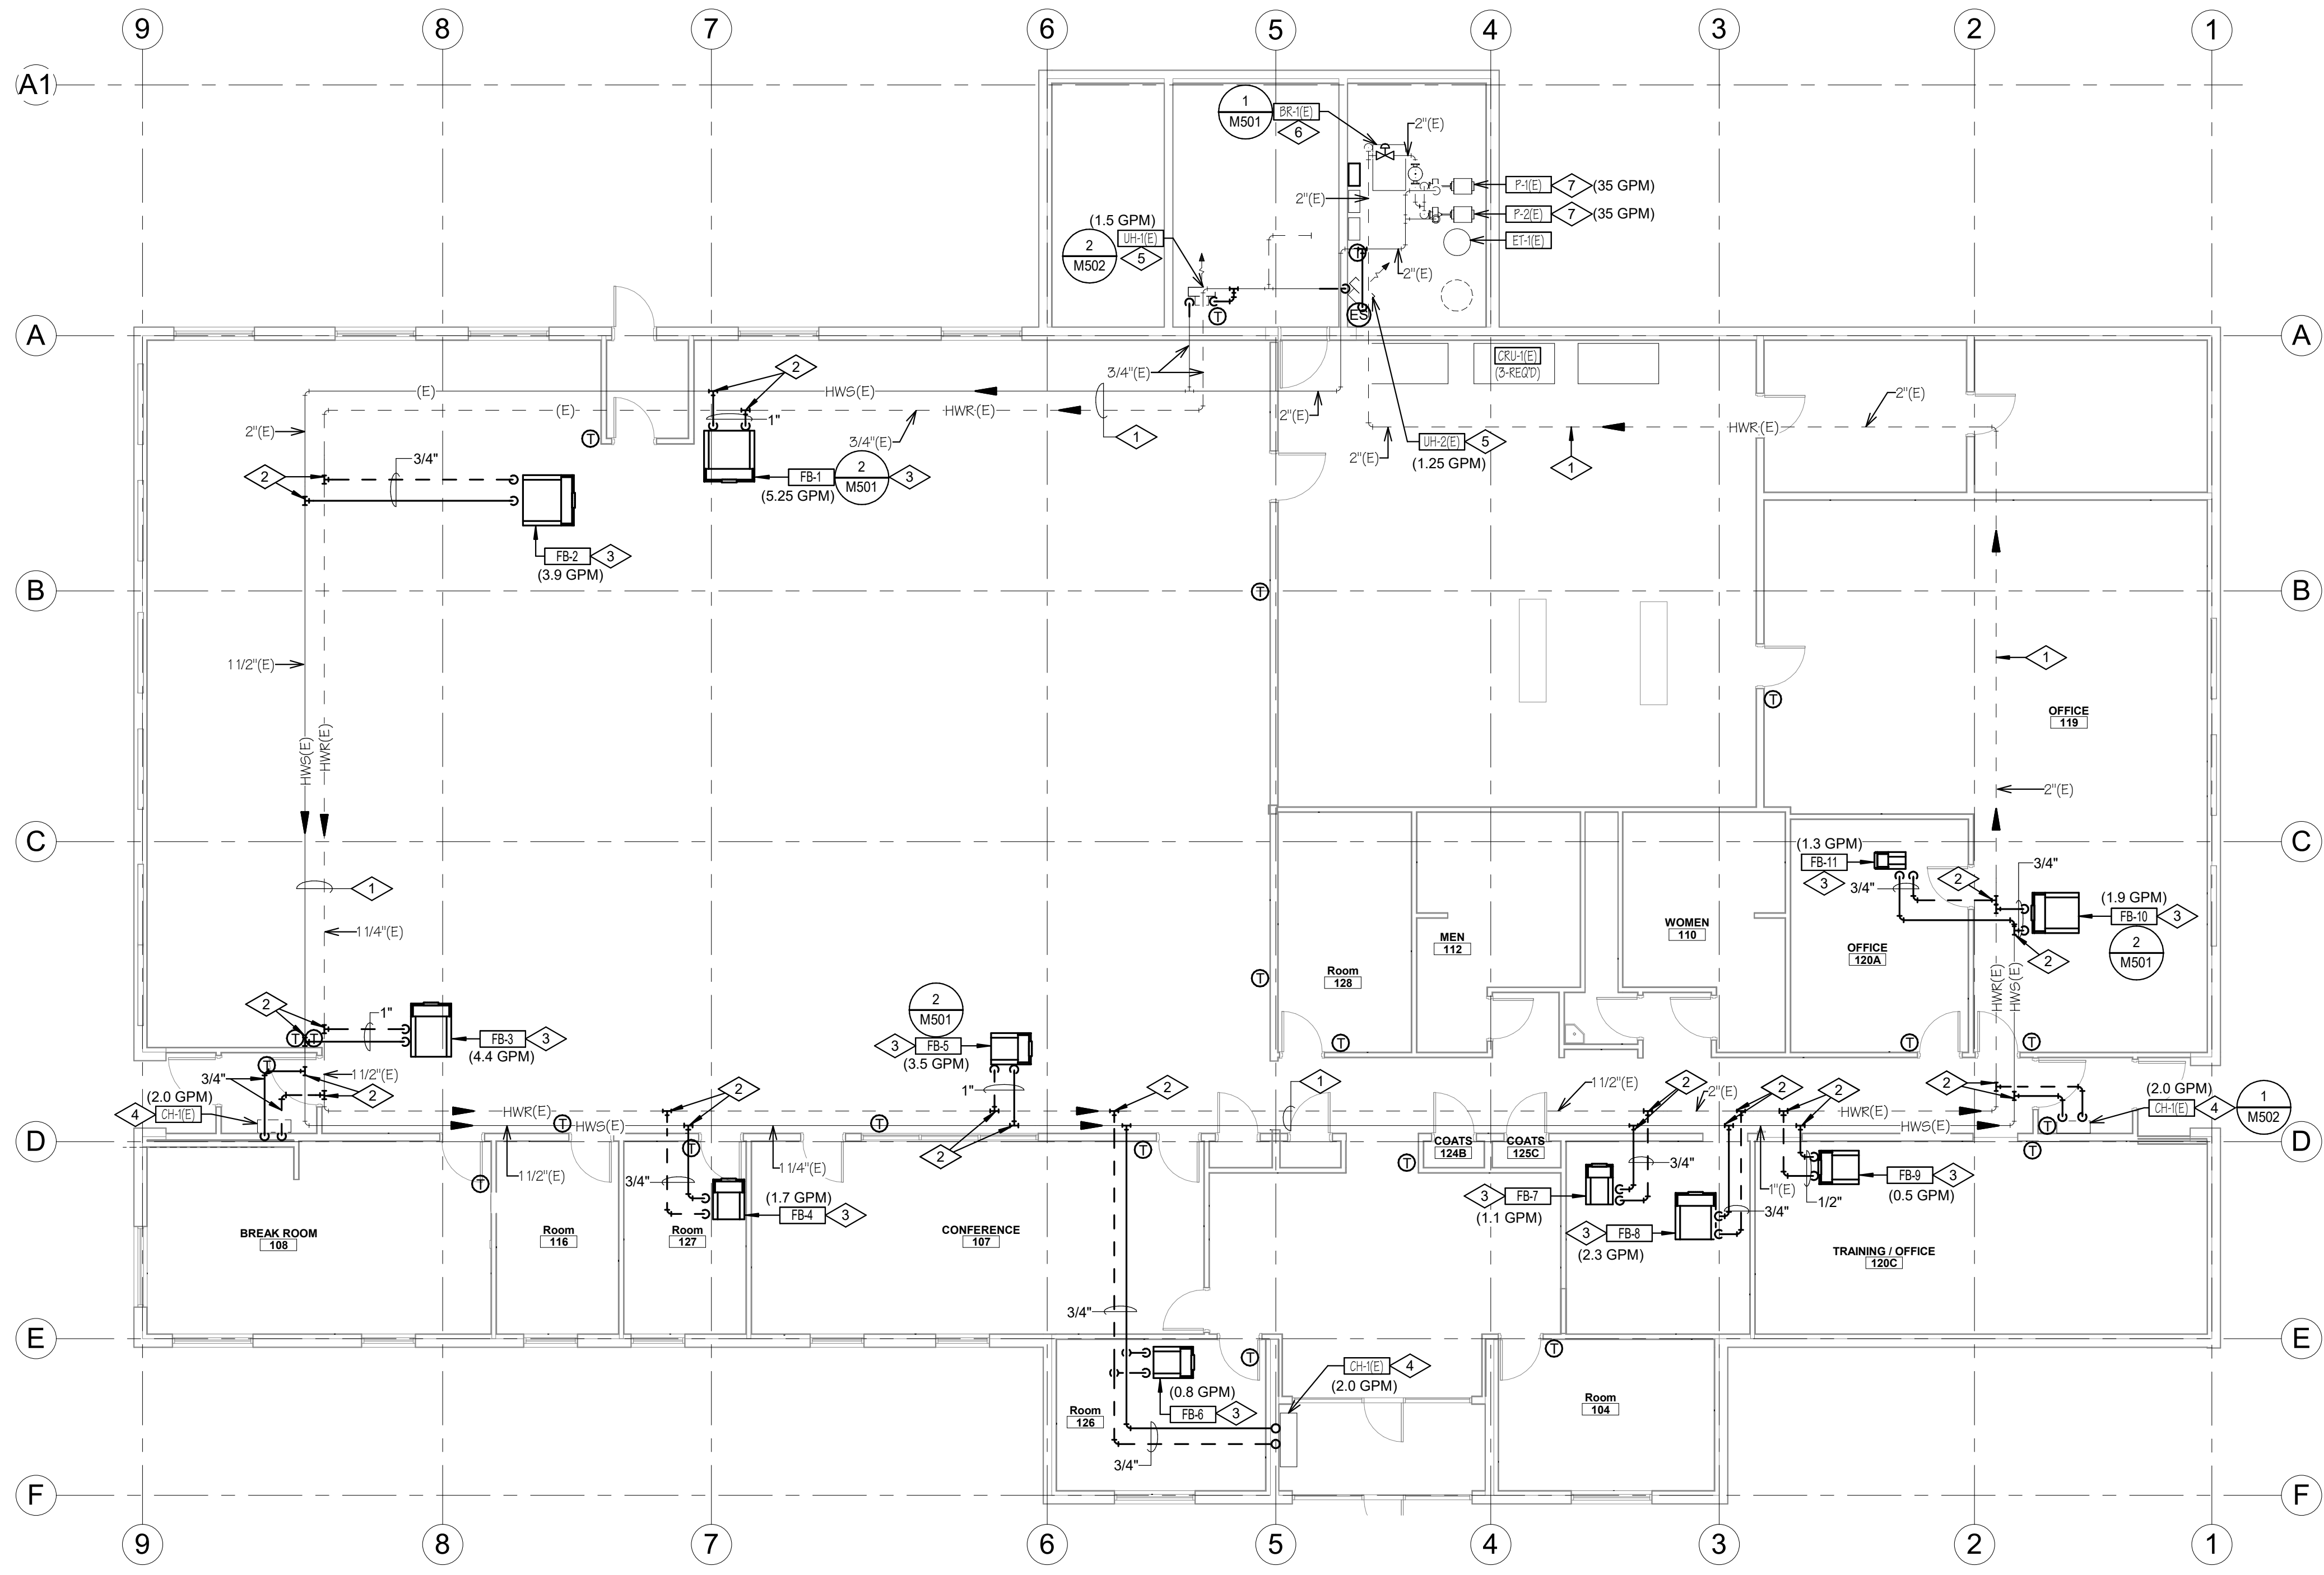 9 8 7 6 5 4 3 2 1
A1
1
M501
BR-1(E)
6
2"(E)
2"(E)
P-1(E) 7 (35 GPM)
P-2(E) 7 (35 GPM)
ET-1(E)
(1.5 GPM)
UH-1(E)
5
2
M502
T
2"(E)
T
ES
A A
CRU-1(E)
(3-REQ'D)
3/4"(E)
2
(E)
HWS(E)
(E)
HWR(E)
1"
3/4"(E)
2"(E)
1
2"(E)
2"(E)
HWR(E)
2"(E)
UH-2(E) 5
(1.25 GPM)
1
T
2
3/4"
FB-1
(5.25 GPM)
2
M501
3
FB-2 3
(3.9 GPM)
B B
T
1 1/2"(E)
1
T
OFFICE
119
HWS(E)
HWR(E)
2"(E)
C C
1
1 1/4"(E)
(1.3 GPM)
FB-11
3
3/4"
2
3/4"
(1.9 GPM)
FB-10 3
2
M501
2
MEN
112
WOMEN
110
OFFICE
120A
Room
128
T
HWR(E)
HWS(E)
2
1"
T T
FB-3 3
(4.4 GPM)
2
M501
3 FB-5
(3.5 GPM)
1"
T
T
T
T
3/4"
1 1/2"(E)
2
(2.0 GPM)
4 CH-1(E)
HWR(E)
T
HWS(E)
2
2
1
1 1/2"(E)
2
2"(E)
2
2
HWR(E)
HWS(E)
2
T
(2.0 GPM)
CH-1(E) 4
1
M502
D D
T
1 1/2"(E)
T
1 1/4"(E)
T
2
T
T
COATS
124B
COATS
125C
T
3/4"
3/4"
(1.7 GPM)
FB-4 3
3 FB-7
(1.1 GPM)
3/4"
3 FB-8
(2.3 GPM)
1"(E)
1/2"
FB-9 3
(0.5 GPM)
BREAK ROOM
108
Room
116
Room
127
CONFERENCE
107
TRAINING / OFFICE
120C
3/4"
E E
T
T
(0.8 GPM)
FB-6 3
CH-1(E) 4
(2.0 GPM)
Room
126
Room
104
3/4"
F F
9 8 7 6 5 4 3 2 1